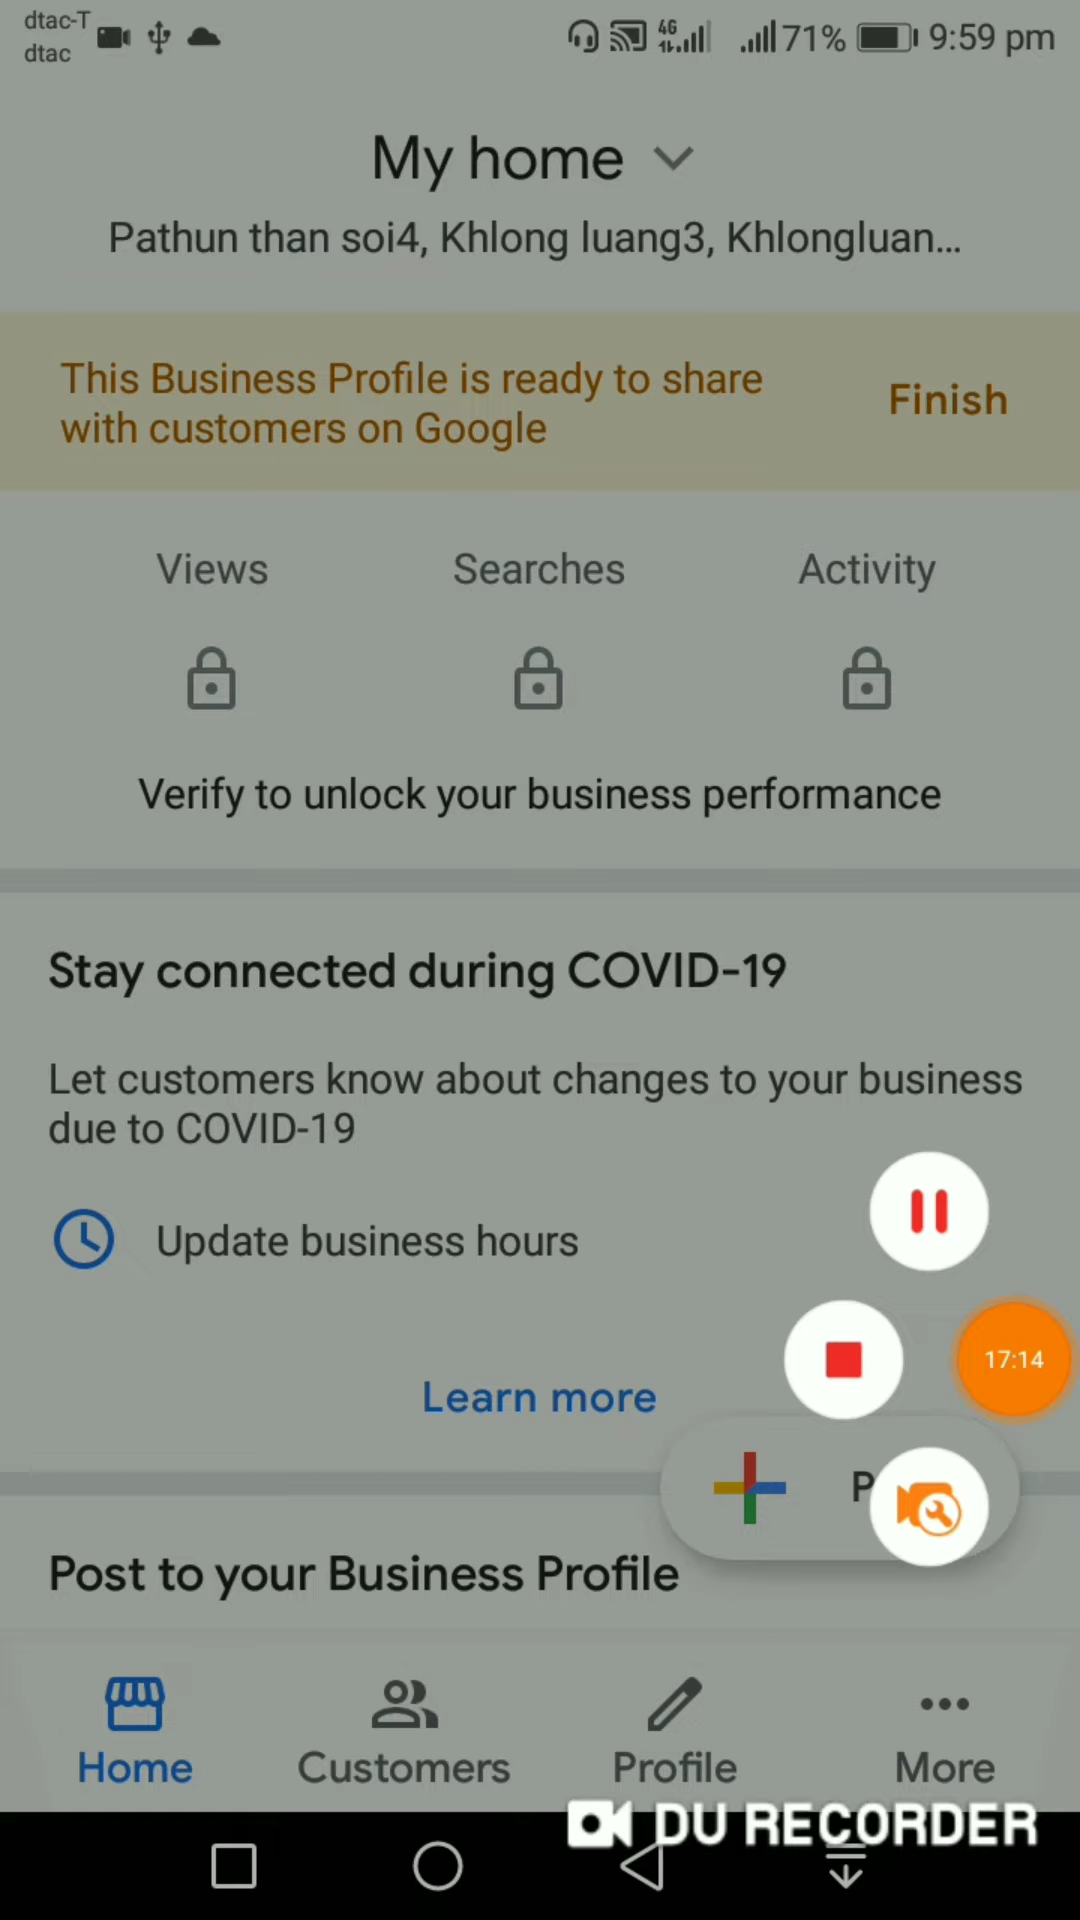 dtac-T
dtac
4G
71%
9:59 pm
My home
Pathun than soi4, Khlong luang3, Khlongluan...
This Business Profile is ready to share
with customers on Google
Finish
Views
Searches
Activity
Verify to unlock your business performance
Stay connected during COVID-19
Let customers know about changes to your business
due to COVID-19
Update business hours
17:14
Learn more
P
Post to your Business Profile
Home
Customers
Profile
More
DU RECORDER